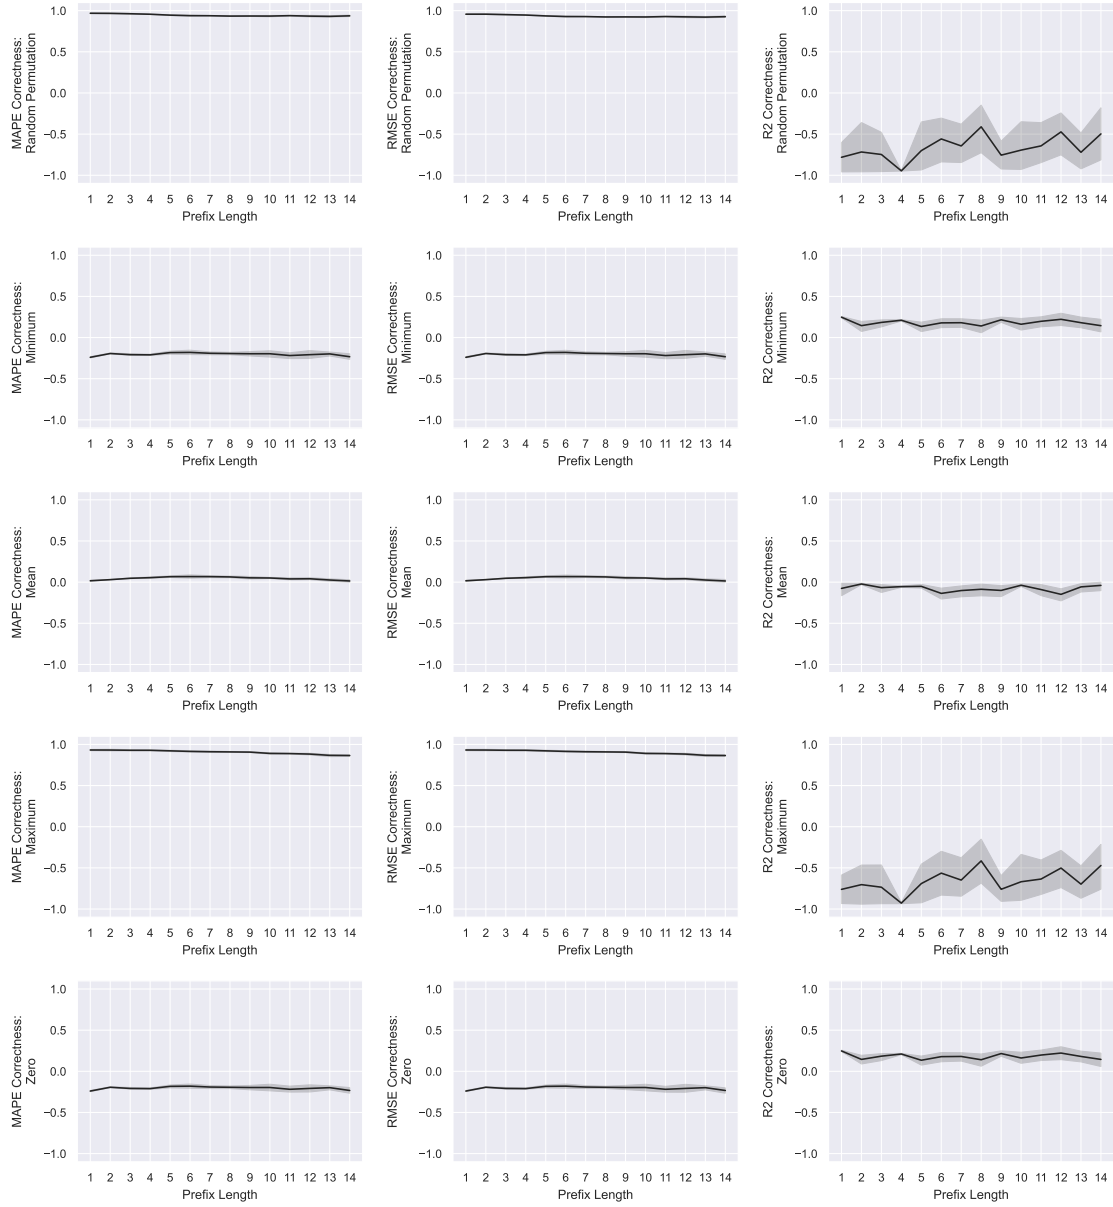 MAPE Correctness:
Random Permutation
1.0
0.5
0.0
−0.5
−1.0
1 2 3 4 5 6 7 8 9 10 11 12 13 14
Prefix Length
RMSE Correctness:
Random Permutation
1.0
0.5
0.0
−0.5
−1.0
1 2 3 4 5 6 7 8 9 10 11 12 13 14
Prefix Length
R2 Correctness:
Random Permutation
1.0
0.5
0.0
−0.5
−1.0
1 2 3 4 5 6 7 8 9 10 11 12 13 14
Prefix Length
MAPE Correctness:
Minimum
1.0
0.5
0.0
−0.5
−1.0
1 2 3 4 5 6 7 8 9 10 11 12 13 14
Prefix Length
RMSE Correctness:
Minimum
1.0
0.5
0.0
−0.5
−1.0
1 2 3 4 5 6 7 8 9 10 11 12 13 14
Prefix Length
R2 Correctness:
Minimum
1.0
0.5
0.0
−0.5
−1.0
1 2 3 4 5 6 7 8 9 10 11 12 13 14
Prefix Length
MAPE Correctness:
Mean
1.0
0.5
0.0
−0.5
−1.0
1 2 3 4 5 6 7 8 9 10 11 12 13 14
Prefix Length
RMSE Correctness:
Mean
1.0
0.5
0.0
−0.5
−1.0
1 2 3 4 5 6 7 8 9 10 11 12 13 14
Prefix Length
R2 Correctness:
Mean
1.0
0.5
0.0
−0.5
−1.0
1 2 3 4 5 6 7 8 9 10 11 12 13 14
Prefix Length
MAPE Correctness:
Maximum
1.0
0.5
0.0
−0.5
−1.0
1 2 3 4 5 6 7 8 9 10 11 12 13 14
Prefix Length
RMSE Correctness:
Maximum
1.0
0.5
0.0
−0.5
−1.0
1 2 3 4 5 6 7 8 9 10 11 12 13 14
Prefix Length
R2 Correctness:
Maximum
1.0
0.5
0.0
−0.5
−1.0
1 2 3 4 5 6 7 8 9 10 11 12 13 14
Prefix Length
MAPE Correctness:
Zero
1.0
0.5
0.0
−0.5
−1.0
1 2 3 4 5 6 7 8 9 10 11 12 13 14
Prefix Length
RMSE Correctness:
Zero
1.0
0.5
0.0
−0.5
−1.0
1 2 3 4 5 6 7 8 9 10 11 12 13 14
Prefix Length
R2 Correctness:
Zero
1.0
0.5
0.0
−0.5
−1.0
1 2 3 4 5 6 7 8 9 10 11 12 13 14
Prefix Length